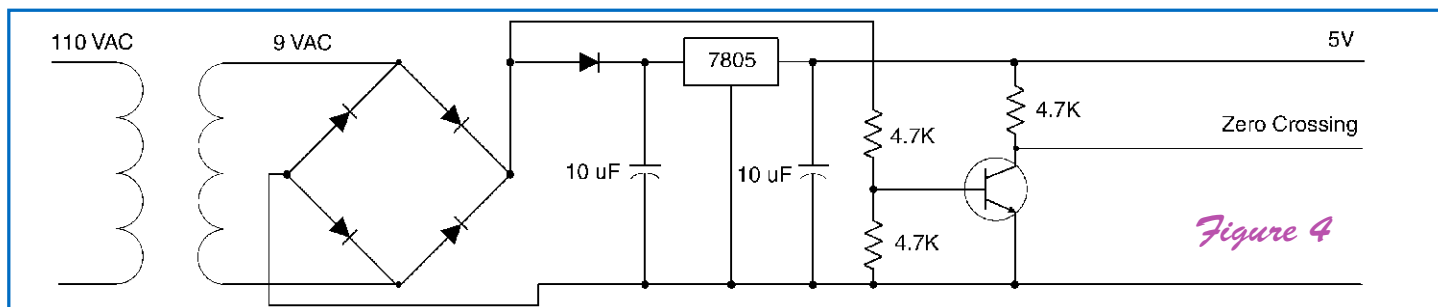 110 VAC
9 VAC
7805
5V
4.7K
4.7K
Zero Crossing
10 uF
10 uF
4.7K
Figure 4